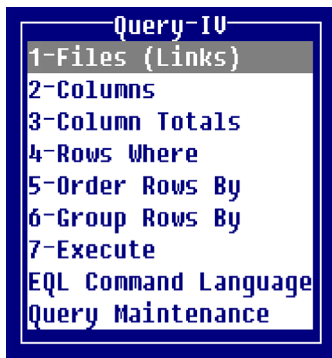 Query-IV
1-Files (Links)
2-Columns
3-Column Totals
4-Rows Where
5-Order Rows By
6-Group Rows By
7-Execute
EQL Command Language
Query Maintenance